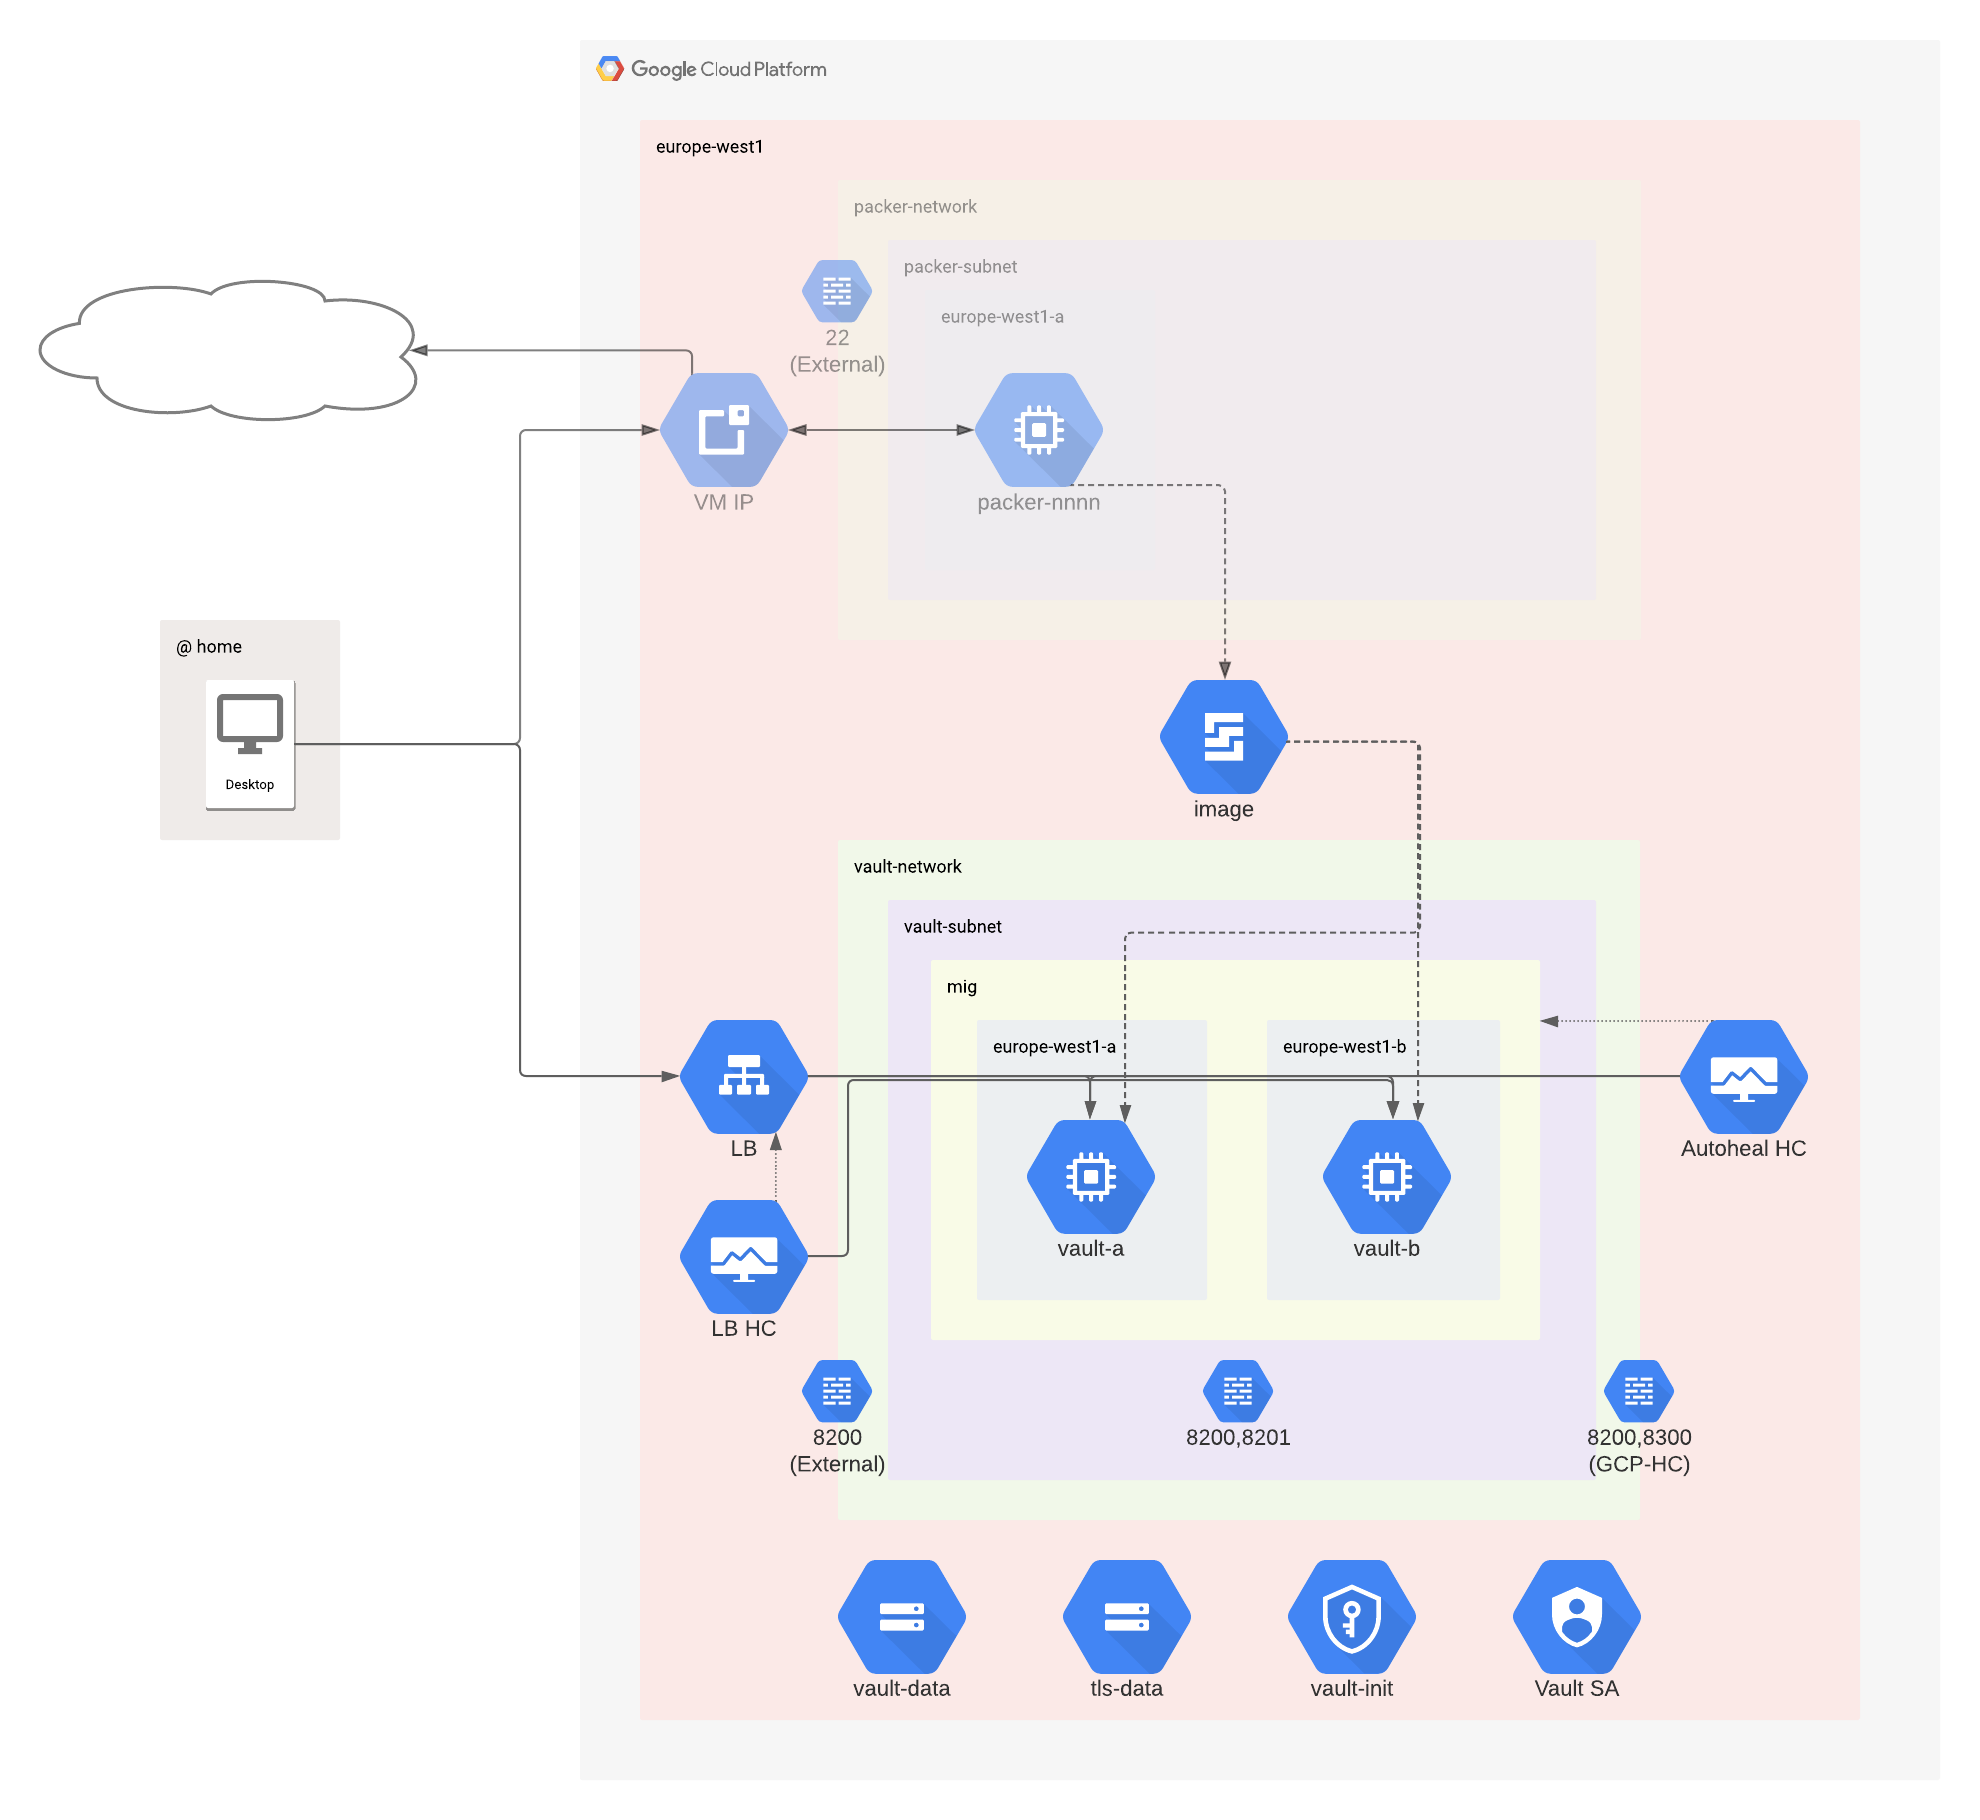 Google Cloud Platform
europe-west1
packer-network
packer-subnet
europe-west1-a
22
(External)
VM IP
packer-nnnn
@ home
Desktop
image
vault-network
vault-subnet
mig
europe-west1-a
europe-west1-b
LB
Autoheal HC
vault-a
vault-b
LB HC
8200
(External)
8200,8201
8200,8300
(GCP-HC)
vault-data
tls-data
vault-init
Vault SA